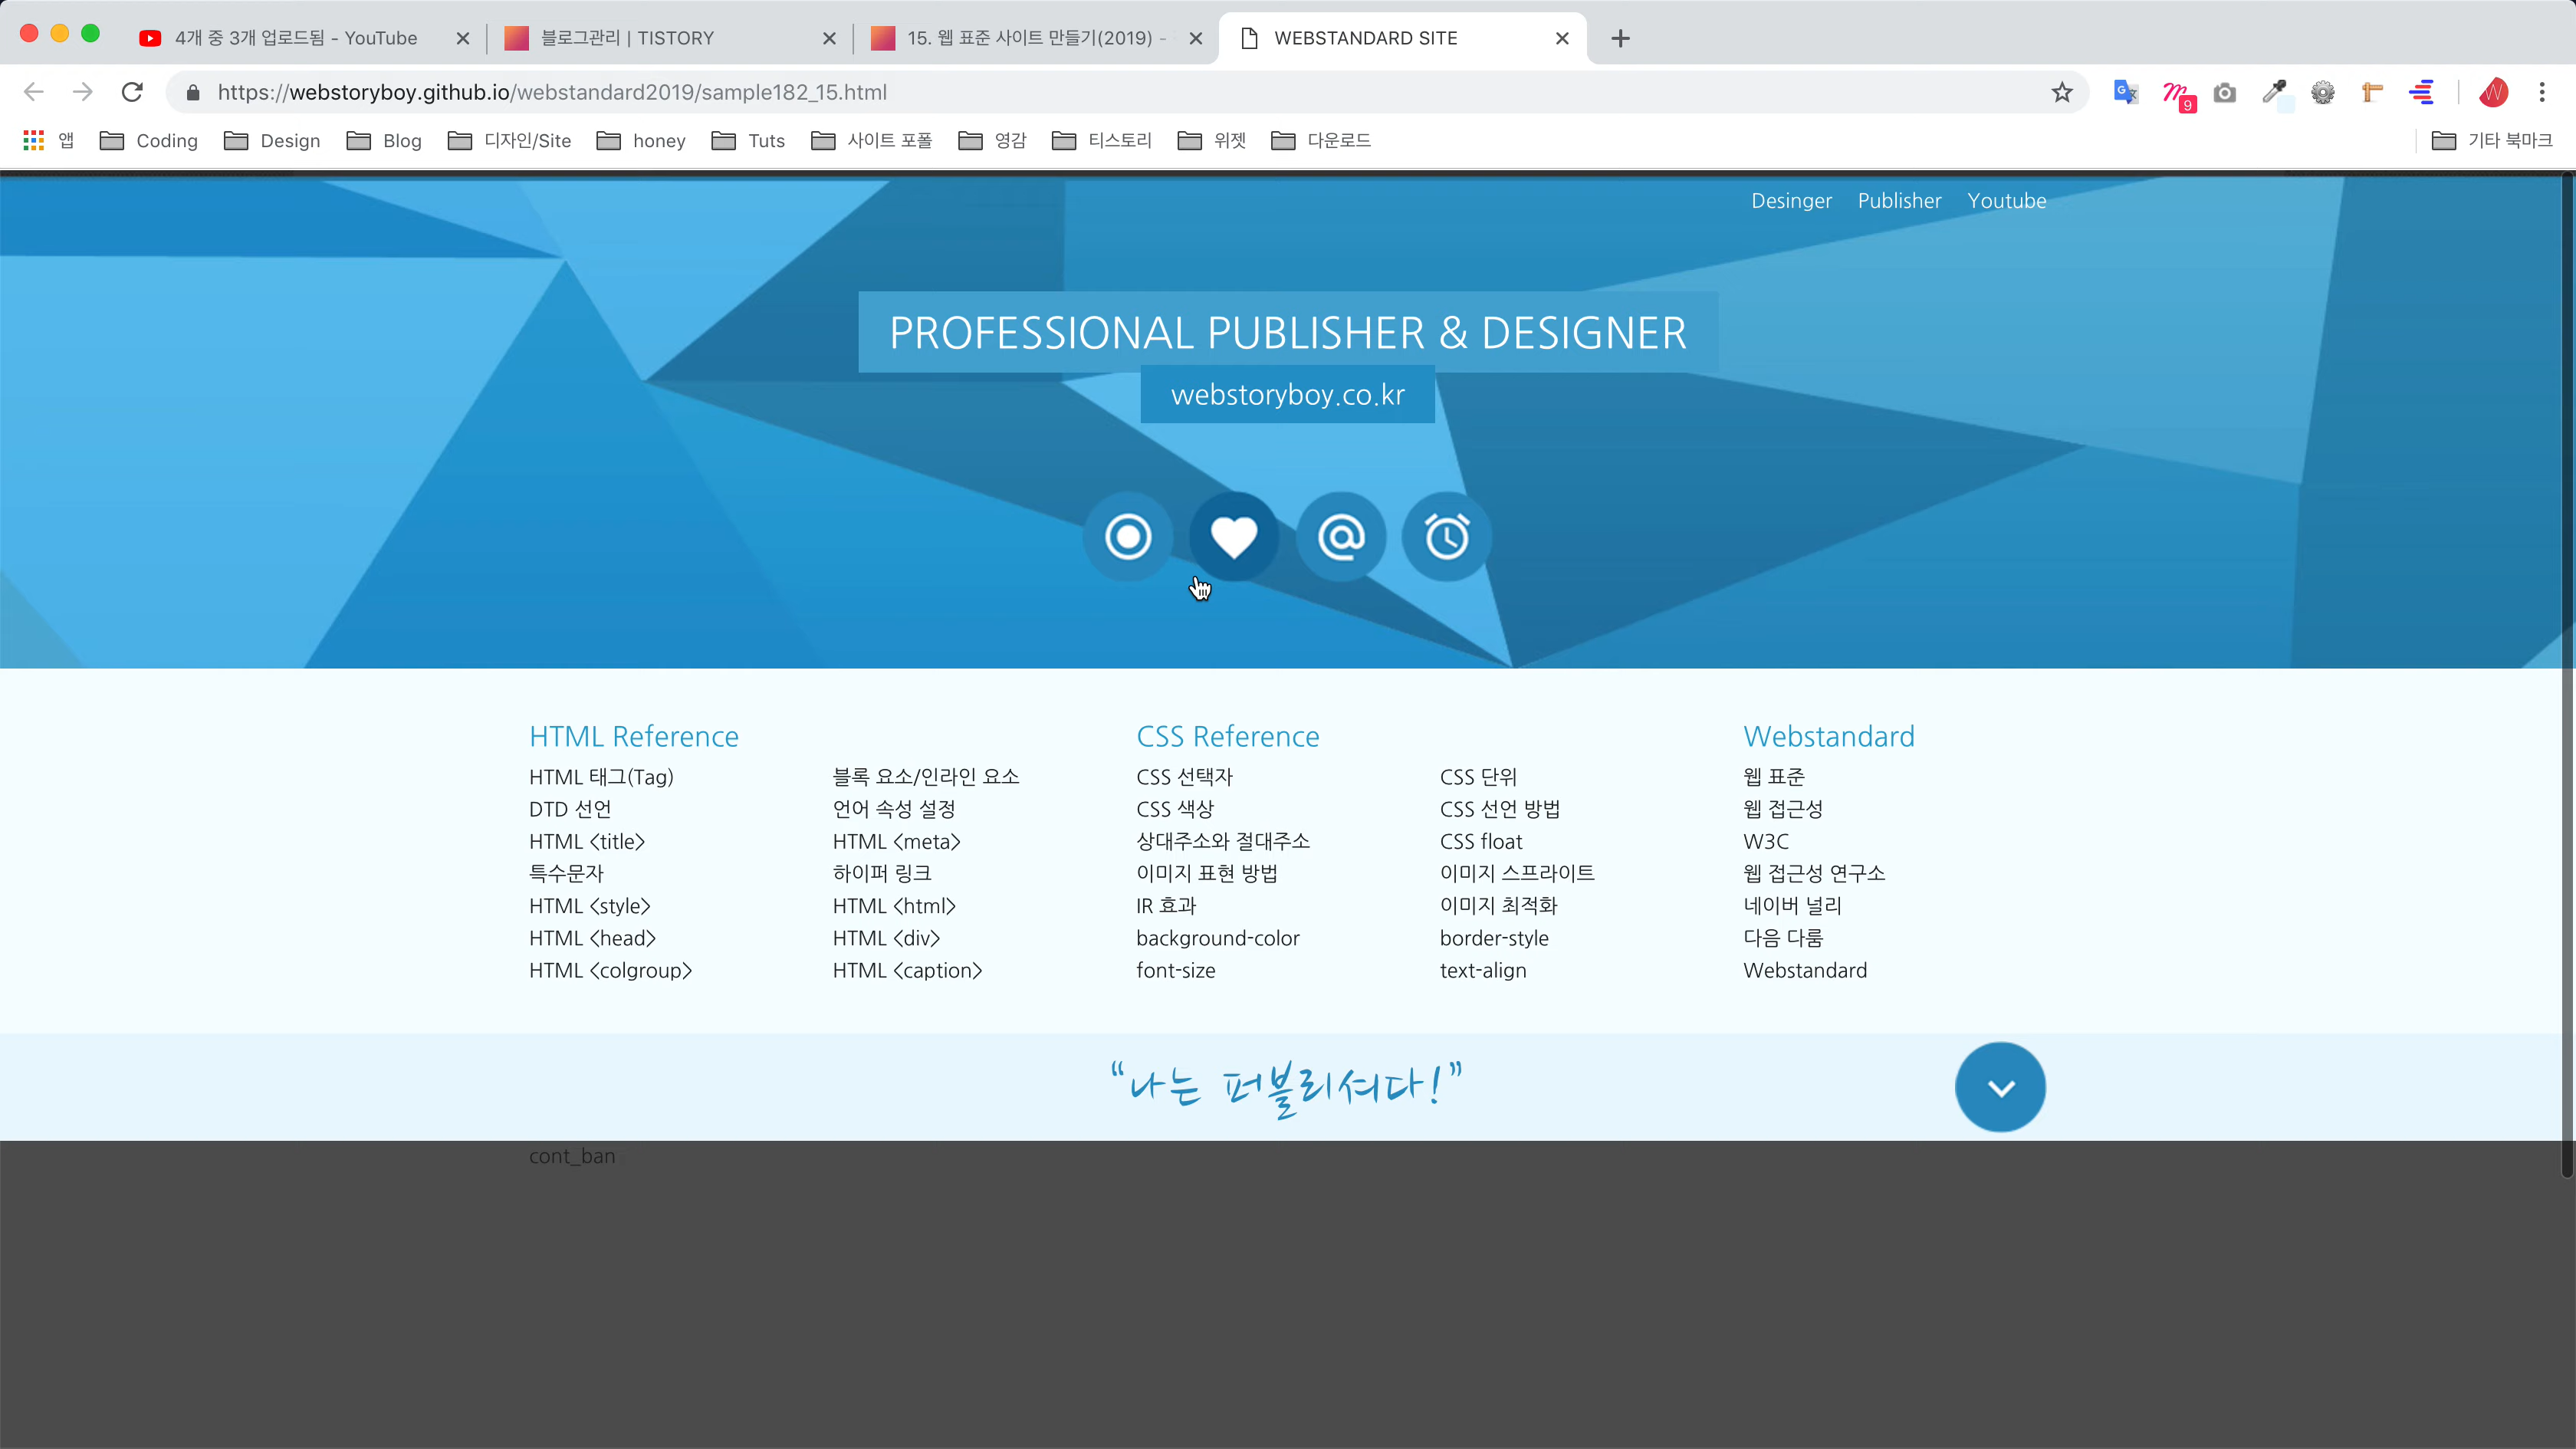 4개 중 3개 업로드됨 - YouTube
블로그관리 | TISTORY
15. 웹 표준 사이트 만들기(2019) -
WEBSTANDARD SITE
https://webstoryboy.github.io/webstandard2019/sample182_15.html
9
앱
Coding
Design
Blog
디자인/Site
honey
Tuts
사이트 포폴
영감
티스토리
위젯
다운로드
기타 북마크
Desinger Publisher Youtube
PROFESSIONAL PUBLISHER & DESIGNER
webstoryboy.co.kr
HTML Reference
HTML 태그(Tag)
DTD 선언
HTML <title>
특수문자
HTML <style>
HTML <head>
HTML <colgroup>
블록 요소/인라인 요소
언어 속성 설정
HTML <meta>
하이퍼 링크
HTML <html>
HTML <div>
HTML <caption>
CSS Reference
CSS 선택자
CSS 색상
상대주소와 절대주소
이미지 표현 방법
IR 효과
background-color
font-size
CSS 단위
CSS 선언 방법
CSS float
이미지 스프라이트
이미지 최적화
border-style
text-align
Webstandard
웹 표준
웹 접근성
W3C
웹 접근성 연구소
네이버 널리
다음 다룸
Webstandard
“나는 퍼블리셔다!”
cont_ban